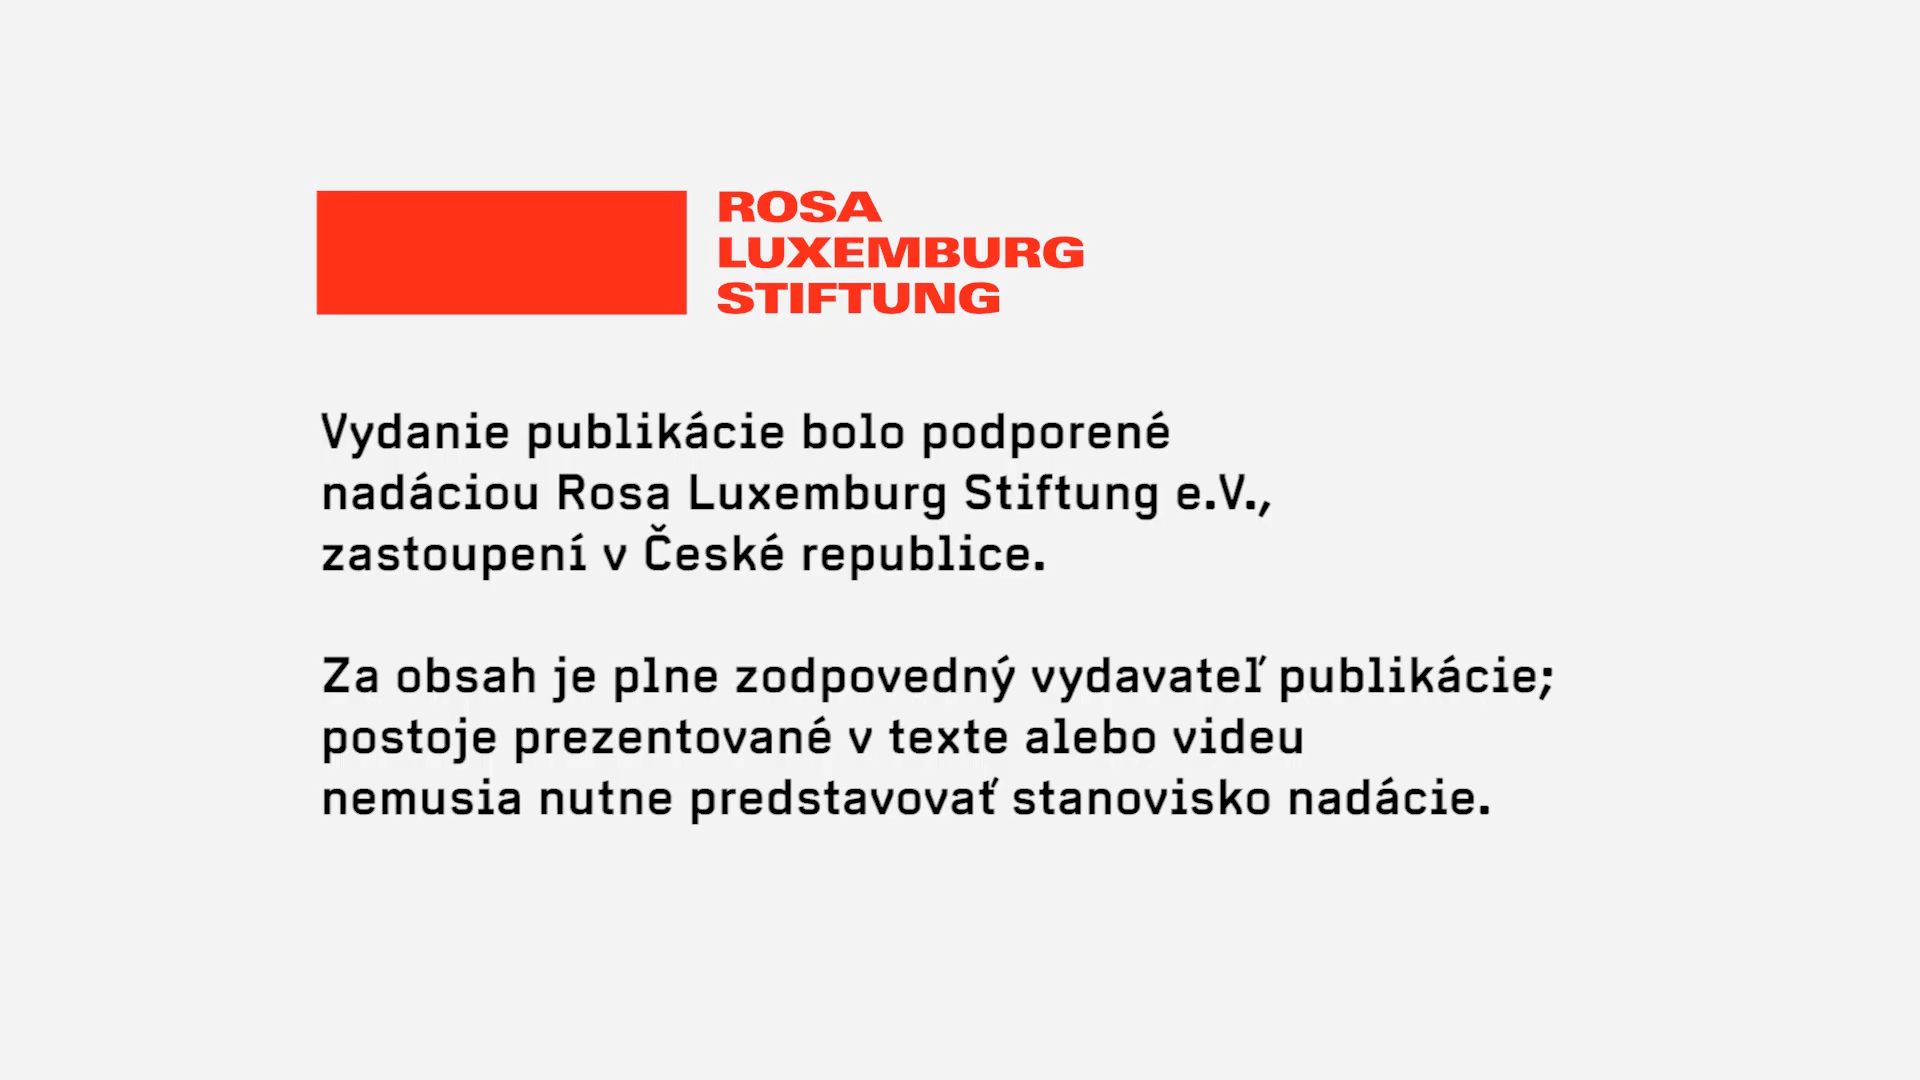 ROSA
LUXEMBURG
STIFTUNG
Vydanie publikácie bolo podporené
nadáciou Rosa Luxemburg Stiftung e.V.,
zastoupení v České republice.
Za obsah je plne zodpovedný vydavateľ publikácie;
postoje prezentované v texte alebo videu
nemusia nutne predstavovať stanovisko nadácie.